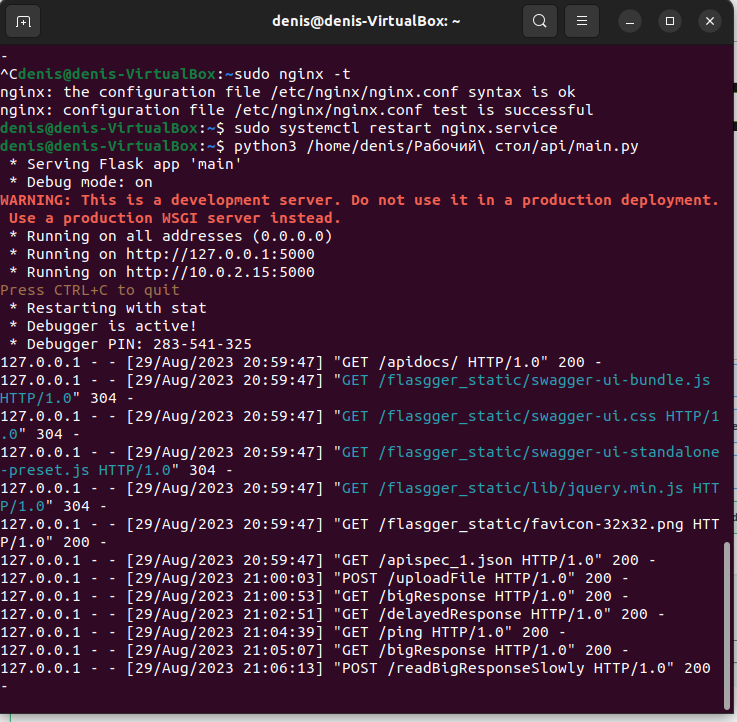 denis@denis-VirtualBox: ~
-
^Cdenis@denis-VirtualBox:~sudo nginx -t
nginx: the configuration file /etc/nginx/nginx.conf syntax is ok
nginx: configuration file /etc/nginx/nginx.conf test is successful
denis@denis-VirtualBox:~$ sudo systemctl restart nginx.service
denis@denis-VirtualBox:~$ python3 /home/denis/Рабочий\ стол/api/main.py
 * Serving Flask app 'main'
 * Debug mode: on
WARNING: This is a development server. Do not use it in a production deployment.
 Use a production WSGI server instead.
 * Running on all addresses (0.0.0.0)
 * Running on http://127.0.0.1:5000
 * Running on http://10.0.2.15:5000
Press CTRL+C to quit
 * Restarting with stat
 * Debugger is active!
 * Debugger PIN: 283-541-325
127.0.0.1 - - [29/Aug/2023 20:59:47] "GET /apidocs/ HTTP/1.0" 200 -
127.0.0.1 - - [29/Aug/2023 20:59:47] "GET /flasgger_static/swagger-ui-bundle.js
HTTP/1.0" 304 -
127.0.0.1 - - [29/Aug/2023 20:59:47] "GET /flasgger_static/swagger-ui.css HTTP/1
.0" 304 -
127.0.0.1 - - [29/Aug/2023 20:59:47] "GET /flasgger_static/swagger-ui-standalone
-preset.js HTTP/1.0" 304 -
127.0.0.1 - - [29/Aug/2023 20:59:47] "GET /flasgger_static/lib/jquery.min.js HTT
P/1.0" 304 -
127.0.0.1 - - [29/Aug/2023 20:59:47] "GET /flasgger_static/favicon-32x32.png HTT
P/1.0" 200 -
127.0.0.1 - - [29/Aug/2023 20:59:47] "GET /apispec_1.json HTTP/1.0" 200 -
127.0.0.1 - - [29/Aug/2023 21:00:03] "POST /uploadFile HTTP/1.0" 200 -
127.0.0.1 - - [29/Aug/2023 21:00:53] "GET /bigResponse HTTP/1.0" 200 -
127.0.0.1 - - [29/Aug/2023 21:02:51] "GET /delayedResponse HTTP/1.0" 200 -
127.0.0.1 - - [29/Aug/2023 21:04:39] "GET /ping HTTP/1.0" 200 -
127.0.0.1 - - [29/Aug/2023 21:05:07] "GET /bigResponse HTTP/1.0" 200 -
127.0.0.1 - - [29/Aug/2023 21:06:13] "POST /readBigResponseSlowly HTTP/1.0" 200
-